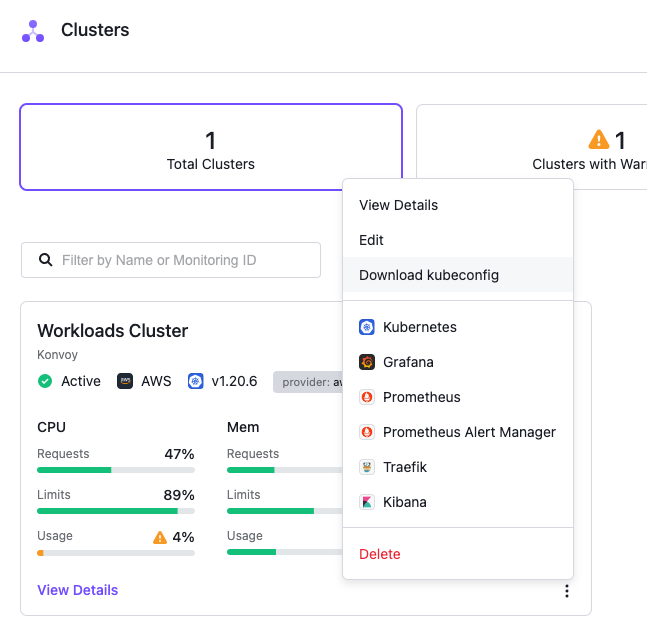 Clusters
1
Total Clusters
1
Clusters with
View Details
Edit
Download kubeconfig
Kubernetes
Grafana
Prometheus
Prometheus Alert Manager
Traefik
Kibana
Delete
Filter by Name or Monitoring ID
Workloads Cluster
Konvoy
Active AWS v1.20.6 provider:
CPU
Requests 47%
Limits 89%
Usage 4%
Mem
Requests
Limits
Usage
View Details